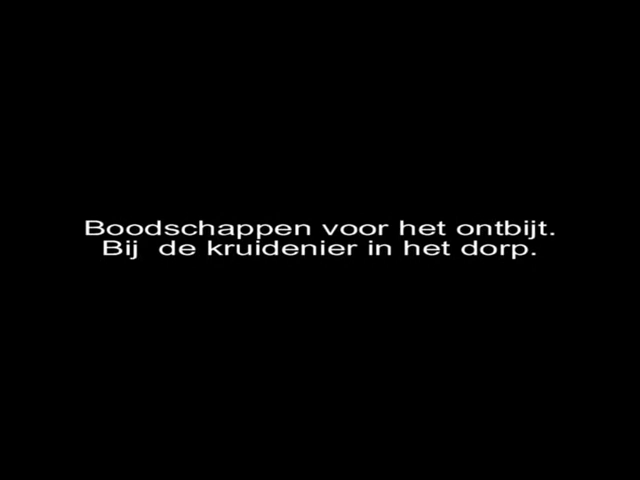 Boodschappen voor het ontbijt.
Bij  de kruidenier in het dorp.